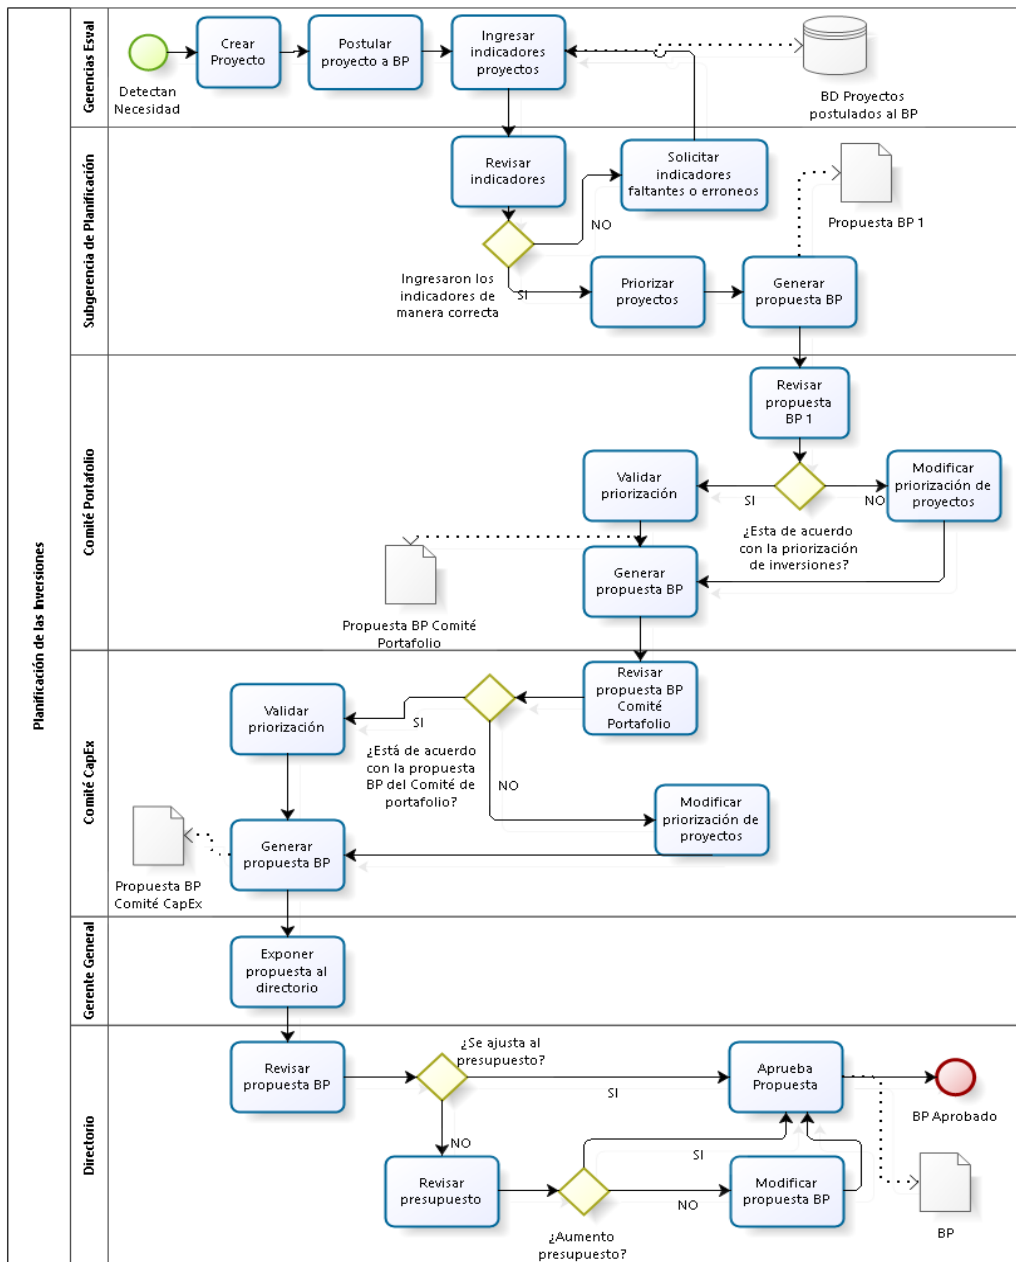 Planificación de las Inversiones
Gerencias Esval
Detectan
Necesidad
Crear
Proyecto
Postular
proyecto a BP
Ingresar
indicadores
proyectos
BD Proyectos
postulados al BP
Subgerencia de Planificación
Revisar
indicadores
Solicitar
indicadores
faltantes o erroneos
Propuesta BP 1
NO
Ingresaron los
indicadores de
manera correcta
SI
Priorizar
proyectos
Generar
propuesta BP
Comité Portafolio
Revisar
propuesta
BP 1
Validar
priorización
SI
NO
Modificar
priorización de
proyectos
¿Esta de acuerdo
con la priorización
de inversiones?
Generar
propuesta BP
Propuesta BP Comité
Portafolio
Comité CapEx
Revisar
propuesta BP
Comité
Portafolio
Validar
priorización
SI
¿Está de acuerdo
con la propuesta
BP del Comité de
portafolio?
NO
Modificar
priorización de
proyectos
Generar
propuesta BP
Propuesta BP
Comité CapEx
Gerente General
Exponer
propuesta al
directorio
Directorio
Revisar
propuesta BP
¿Se ajusta al
presupuesto?
SI
Aprueba
Propuesta
BP Aprobado
NO
Revisar
presupuesto
SI
NO
Modificar
propuesta BP
¿Aumento
presupuesto?
BP